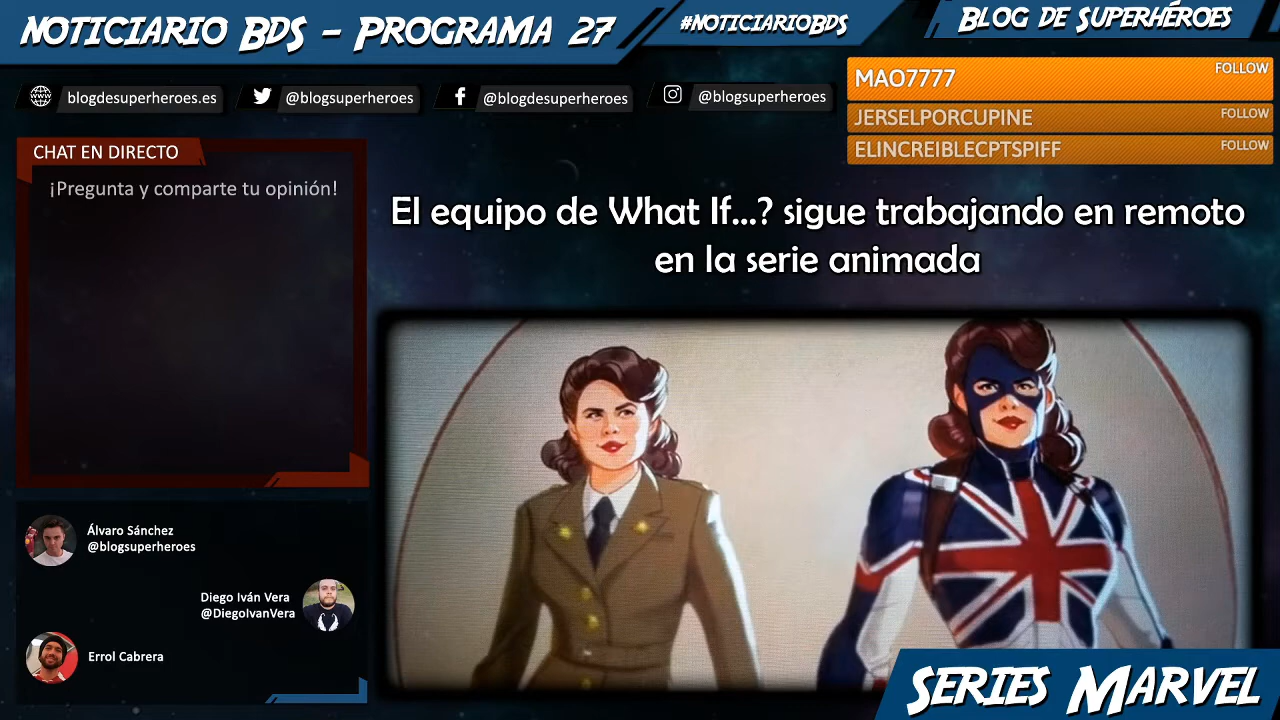 NOTICIARIO BDS - PROGRAMA 27
#NOTICIARIOBDS
BLOG DE SUPERHÉROES
www
blogdesuperheroes.es
@blogsuperheroes
@blogdesuperheroes
@blogsuperheroes
MAO7777
FOLLOW
JERSELPORCUPINE
FOLLOW
ELINCREIBLECPTSPIFF
FOLLOW
CHAT EN DIRECTO
¡Pregunta y comparte tu opinión!
El equipo de What If...? sigue trabajando en remoto
en la serie animada
Álvaro Sánchez
@blogsuperheroes
Diego Iván Vera
@DiegoIvanVera
Errol Cabrera
SERIES MARVEL